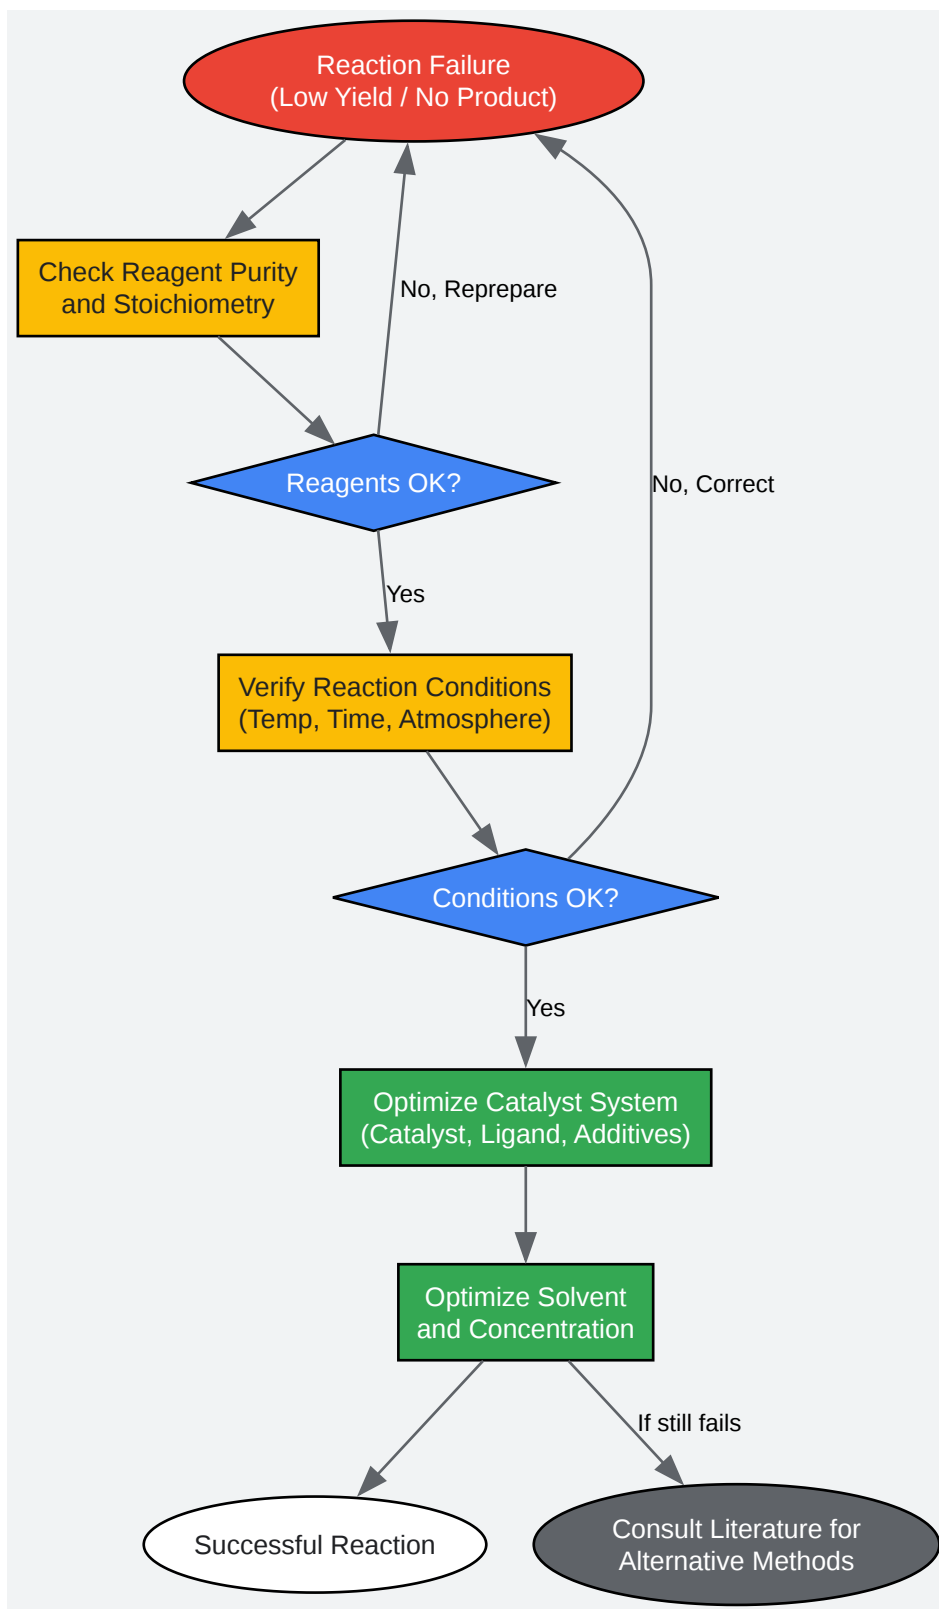 Reaction Failure
(Low Yield / No Product)
Check Reagent Purity
and Stoichiometry
No, Reprepare
Reagents OK?
No, Correct
Yes
Verify Reaction Conditions
(Temp, Time, Atmosphere)
Conditions OK?
Yes
Optimize Catalyst System
(Catalyst, Ligand, Additives)
Optimize Solvent
and Concentration
If still fails
Successful Reaction
Consult Literature for
Alternative Methods